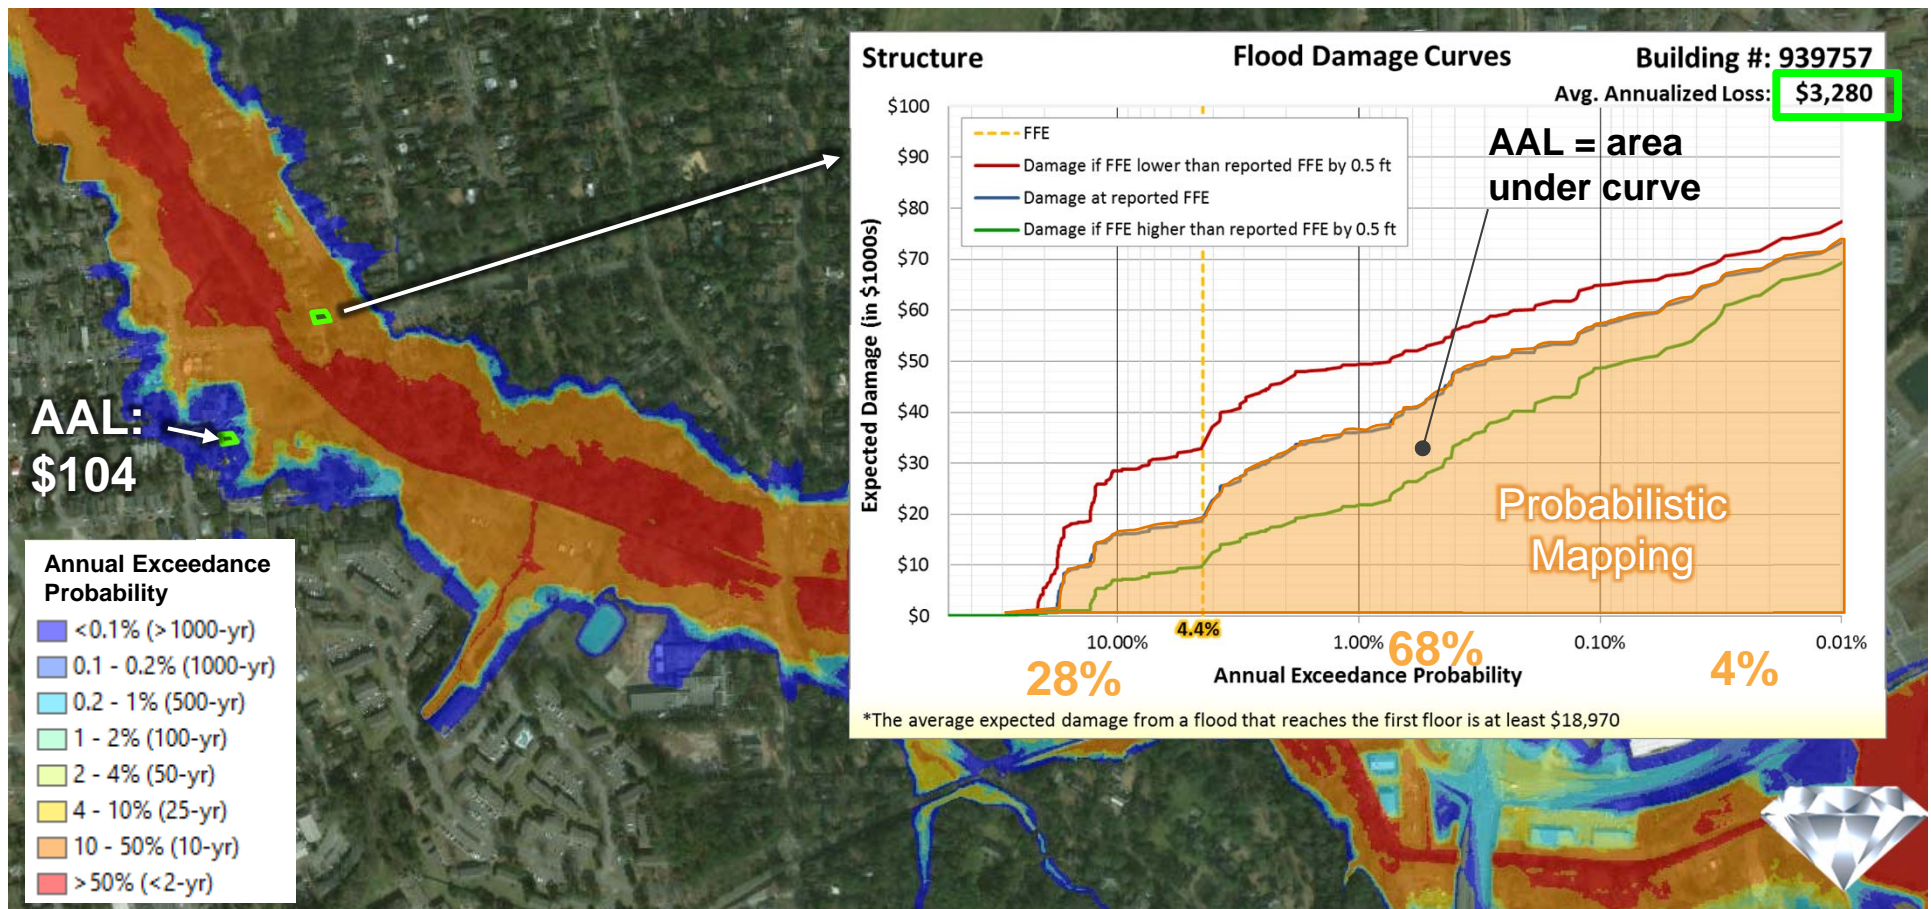 Structure
Flood Damage Curves
Building #: 939757
Avg. Annualized Loss: $3,280
AAL = area
under curve
FFE
Damage if FFE lower than reported FFE by 0.5 ft
Damage at reported FFE
Damage if FFE higher than reported FFE by 0.5 ft
Expected Damage (in $1000s)
$100
$90
$80
$70
$60
$50
$40
$30
$20
$10
$0
Probabilistic
Mapping
4.4%
10.00%
1.00%
0.10%
0.01%
28%
68%
4%
Annual Exceedance Probability
*The average expected damage from a flood that reaches the first floor is at least $18,970
AAL:
$104
Annual Exceedance
Probability
<0.1% (>1000-yr)
0.1 - 0.2% (1000-yr)
0.2 - 1% (500-yr)
1 - 2% (100-yr)
2 - 4% (50-yr)
4 - 10% (25-yr)
10 - 50% (10-yr)
>50% (<2-yr)